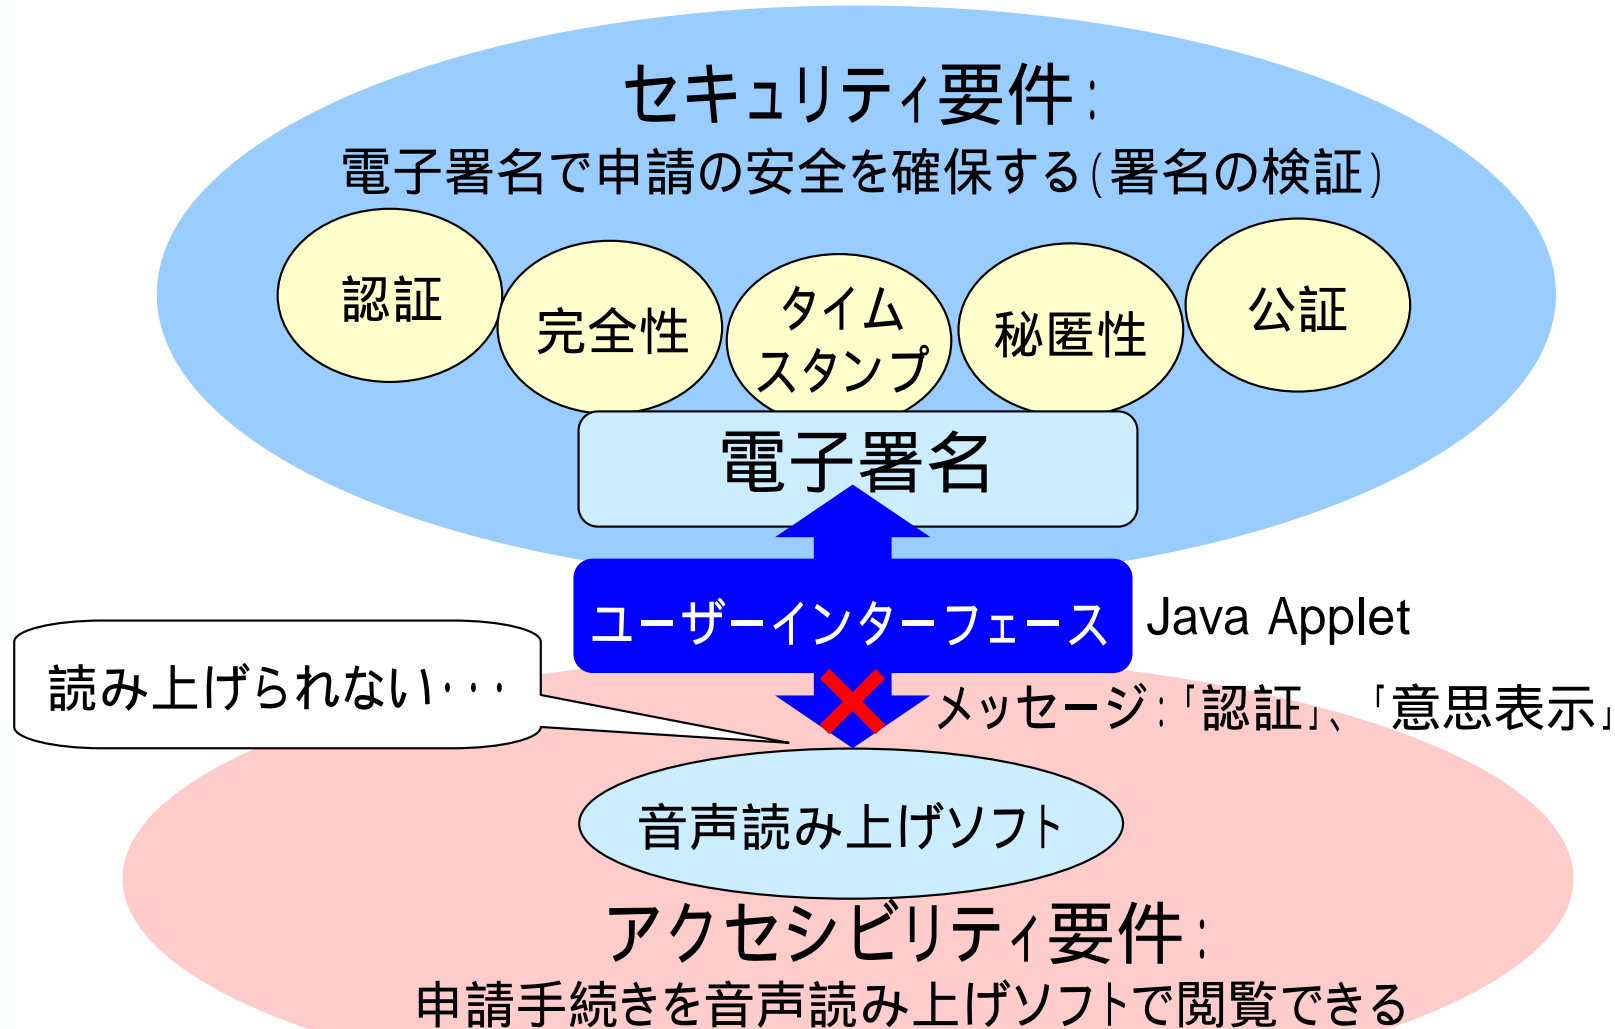 セキュリティ要件:
電子署名で申請の安全を確保する(署名の検証)
認証
完全性
タイム
スタンプ
秘匿性
公証
電子署名
ユーザーインターフェース
Java Applet
読み上げられない・・・
メッセージ:「認証」、「意思表示」
音声読み上げソフト
アクセシビリティ要件:
申請手続きを音声読み上げソフトで閲覧できる